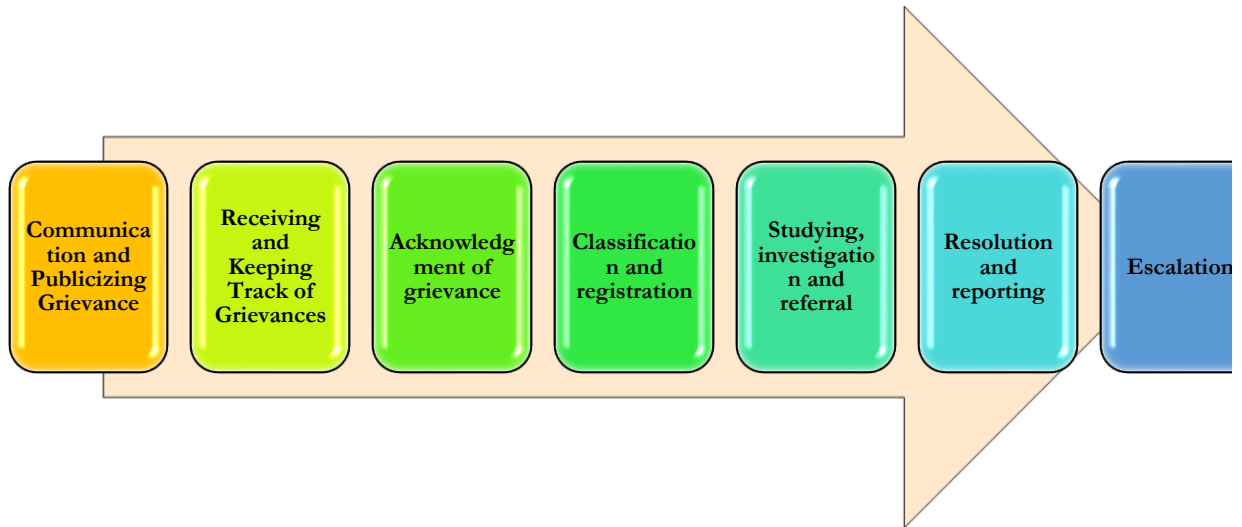 Communica
tion and
Publicizing
Grievance
Receiving
and
Keeping
Track of
Grievances
Acknowledg
ment of
grievance
Classificatio
n and
registration
Studying,
investigatio
n and
referral
Resolution
and
reporting
Escalation